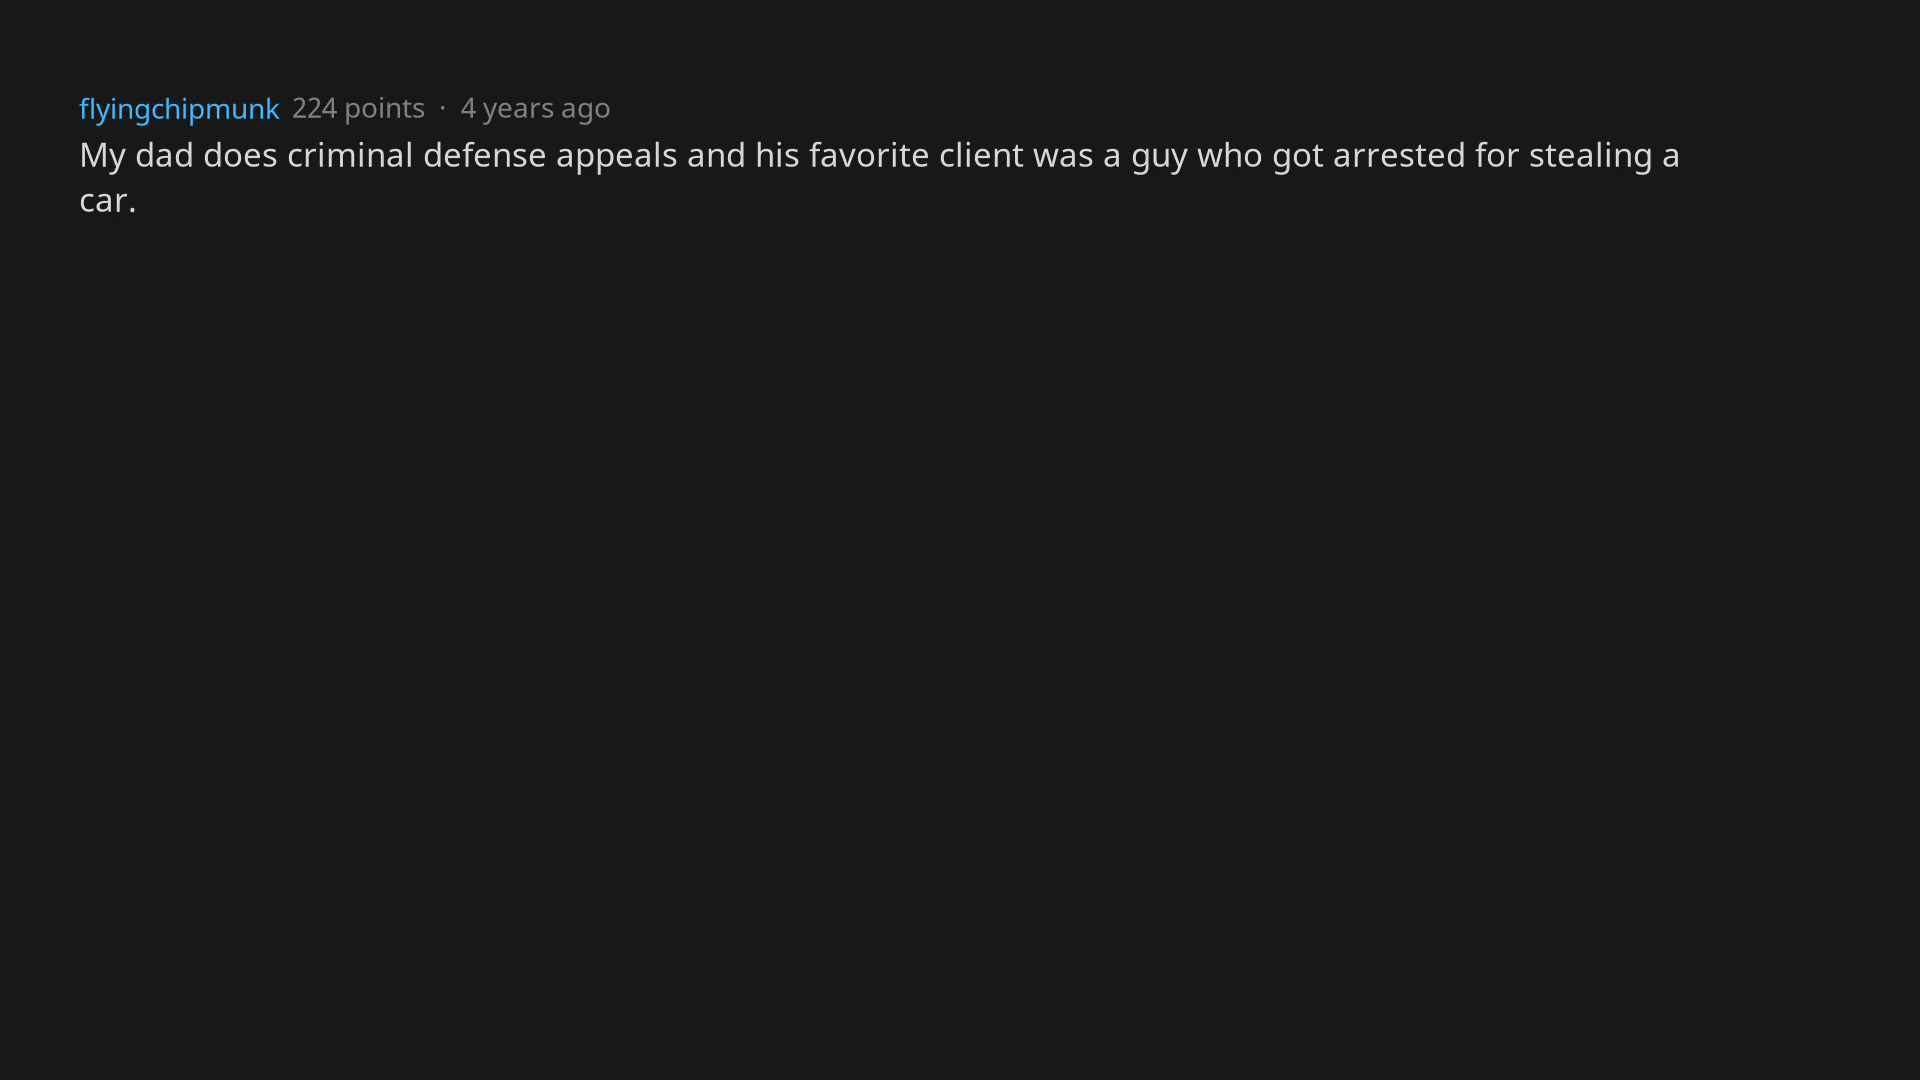 flyingchipmunk 224 points · 4 years ago
My dad does criminal defense appeals and his favorite client was a guy who got arrested for stealing a
car.